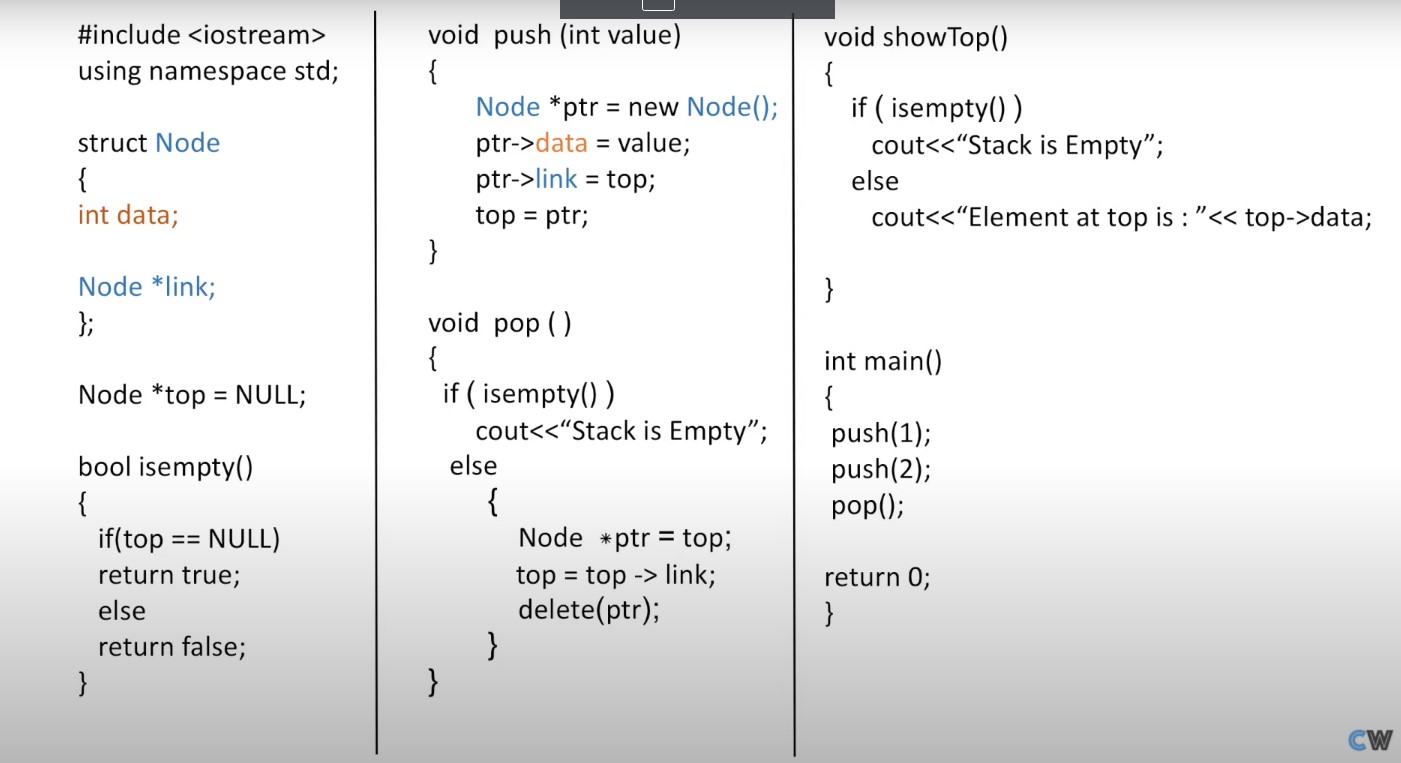 #include <iostream>
using namespace std;
struct Node
{
int data;
Node *link;
};
Node *top = NULL;
bool isempty()
{
if(top == NULL)
return true;
else
return false;
}
void push (int value)
{
Node *ptr = new Node();
ptr->data = value;
ptr->link = top;
top = ptr;
}
void pop ( )
{
if ( isempty() )
cout<<“Stack is Empty”;
else
{
Node *ptr = top;
top = top -> link;
delete(ptr);
}
}
void showTop()
{
if ( isempty() )
cout<<“Stack is Empty”;
else
cout<<“Element at top is : ”<< top->data;
}
int main()
{
push(1);
push(2);
pop();
return 0;
}
CW